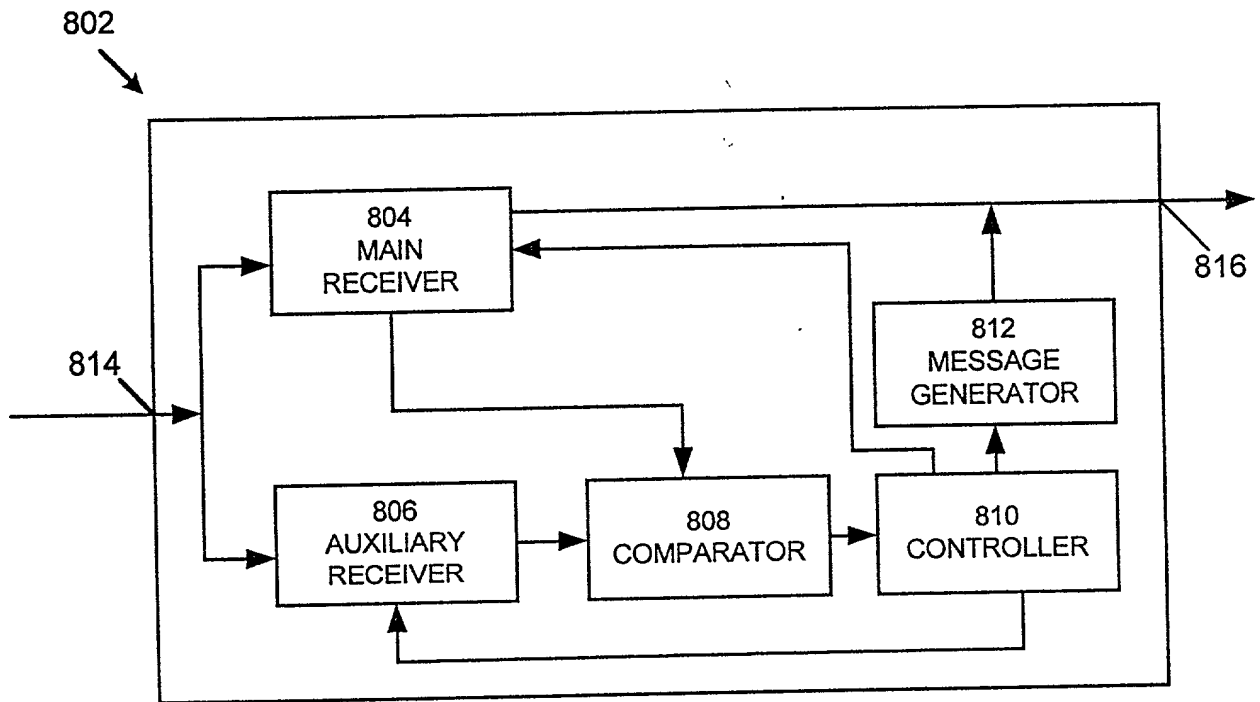 802
804
MAIN
RECEIVER
816
812
MESSAGE
GENERATOR
814
806
AUXILIARY
RECEIVER
808
COMPARATOR
810
CONTROLLER